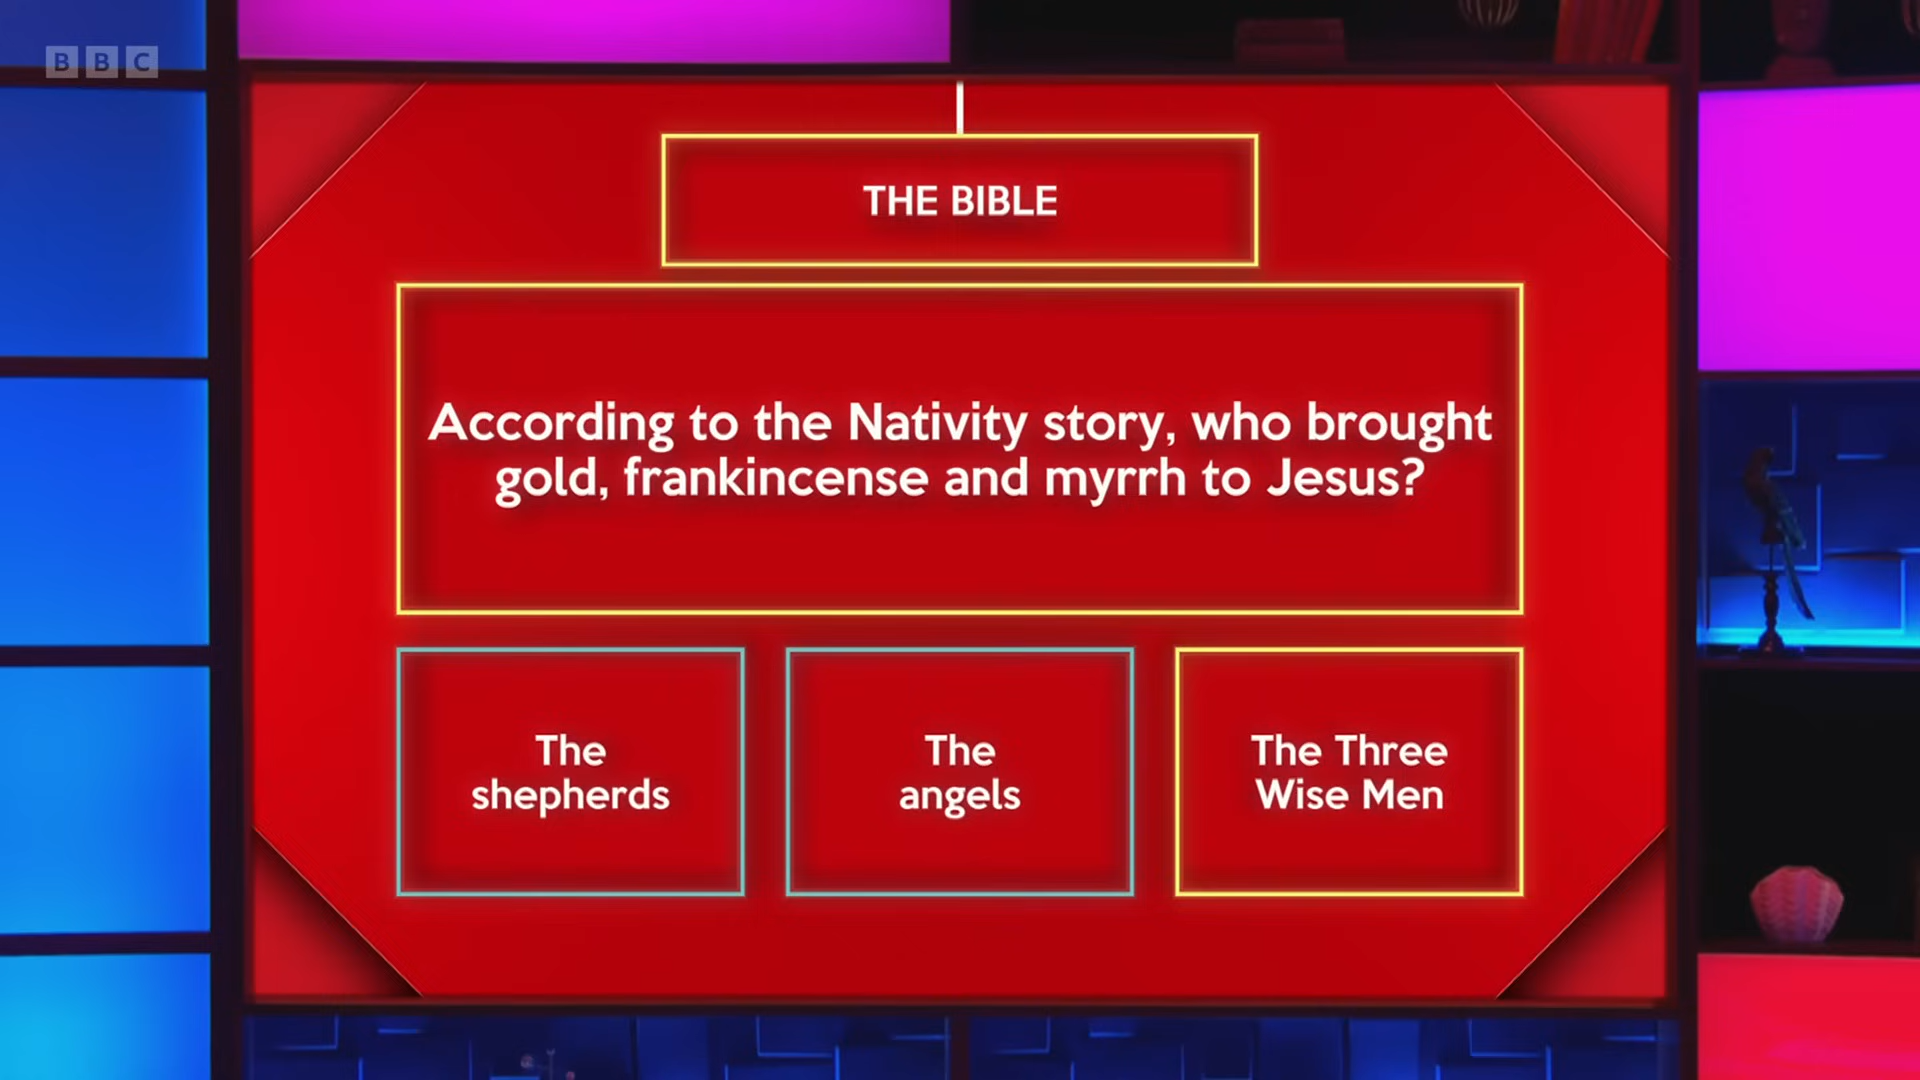 BBC
THE BIBLE
According to the Nativity story, who brought
gold, frankincense and myrrh to Jesus?
The
shepherds
The
angels
The Three
Wise Men